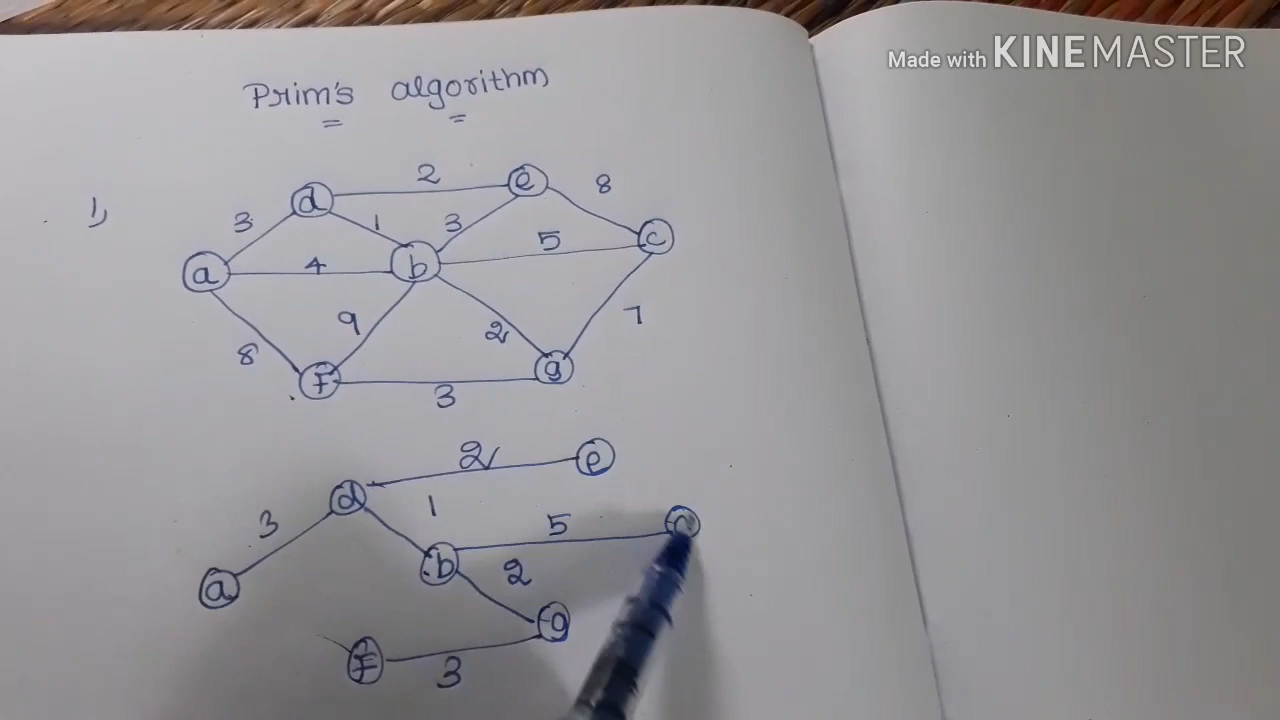 Made with KINEMASTER
Prim's algorithm
1)
d 2 e 8
3 1 3 c
a 4 b 5
8 9 2 7
F 3 g
d 2 e
3 1
a b 5 c
2
F 3 g